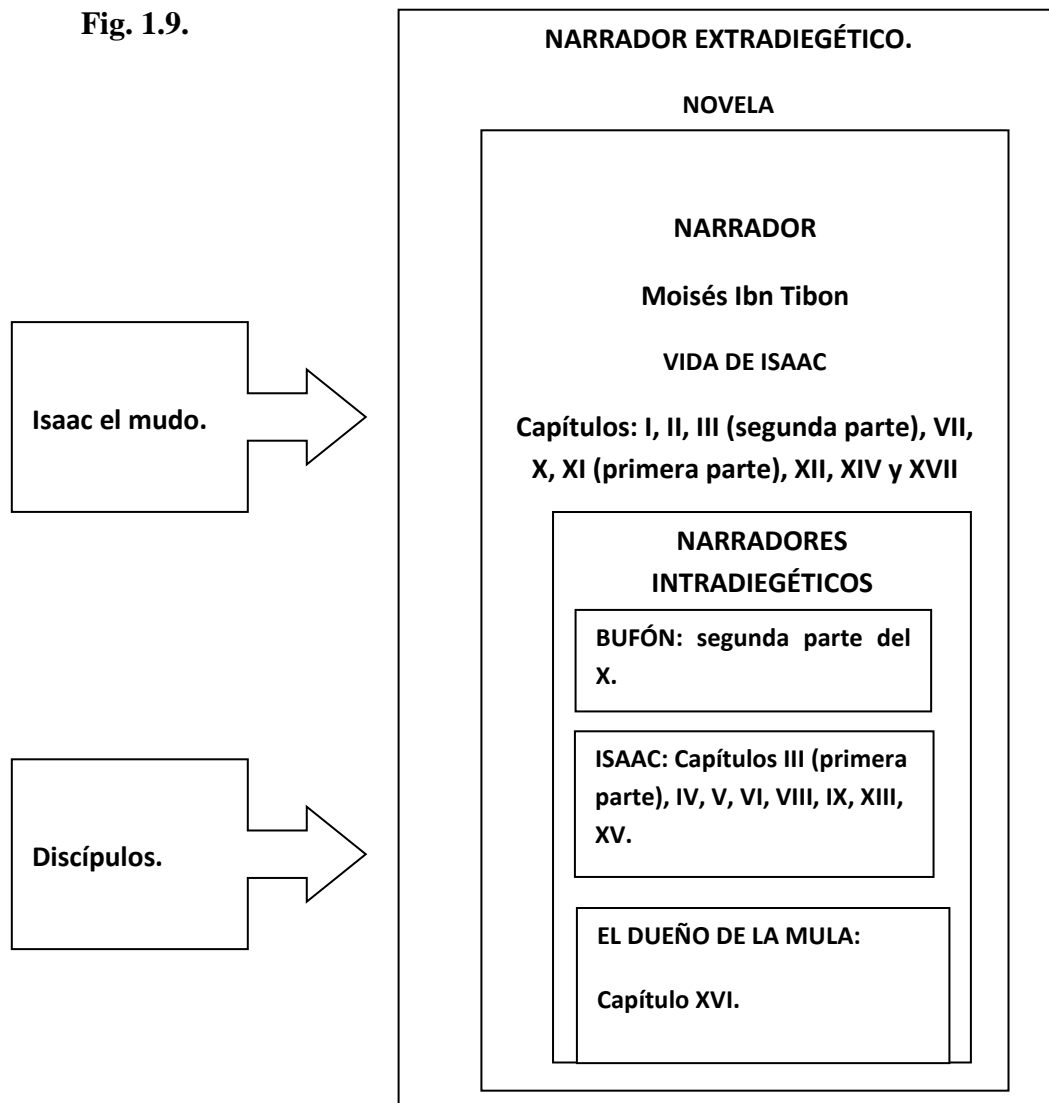 Fig. 1.9.
NARRADOR EXTRADIEGÉTICO.
NOVELA
NARRADOR
Moisés Ibn Tibon
VIDA DE ISAAC
Capítulos: I, II, III (segunda parte), VII,
X, XI (primera parte), XII, XIV y XVII
NARRADORES
INTRADIEGÉTICOS
BUFÓN: segunda parte del
X.
ISAAC: Capítulos III (primera
parte), IV, V, VI, VIII, IX, XIII,
XV.
EL DUEÑO DE LA MULA:
Capítulo XVI.
Isaac el mudo.
Discípulos.